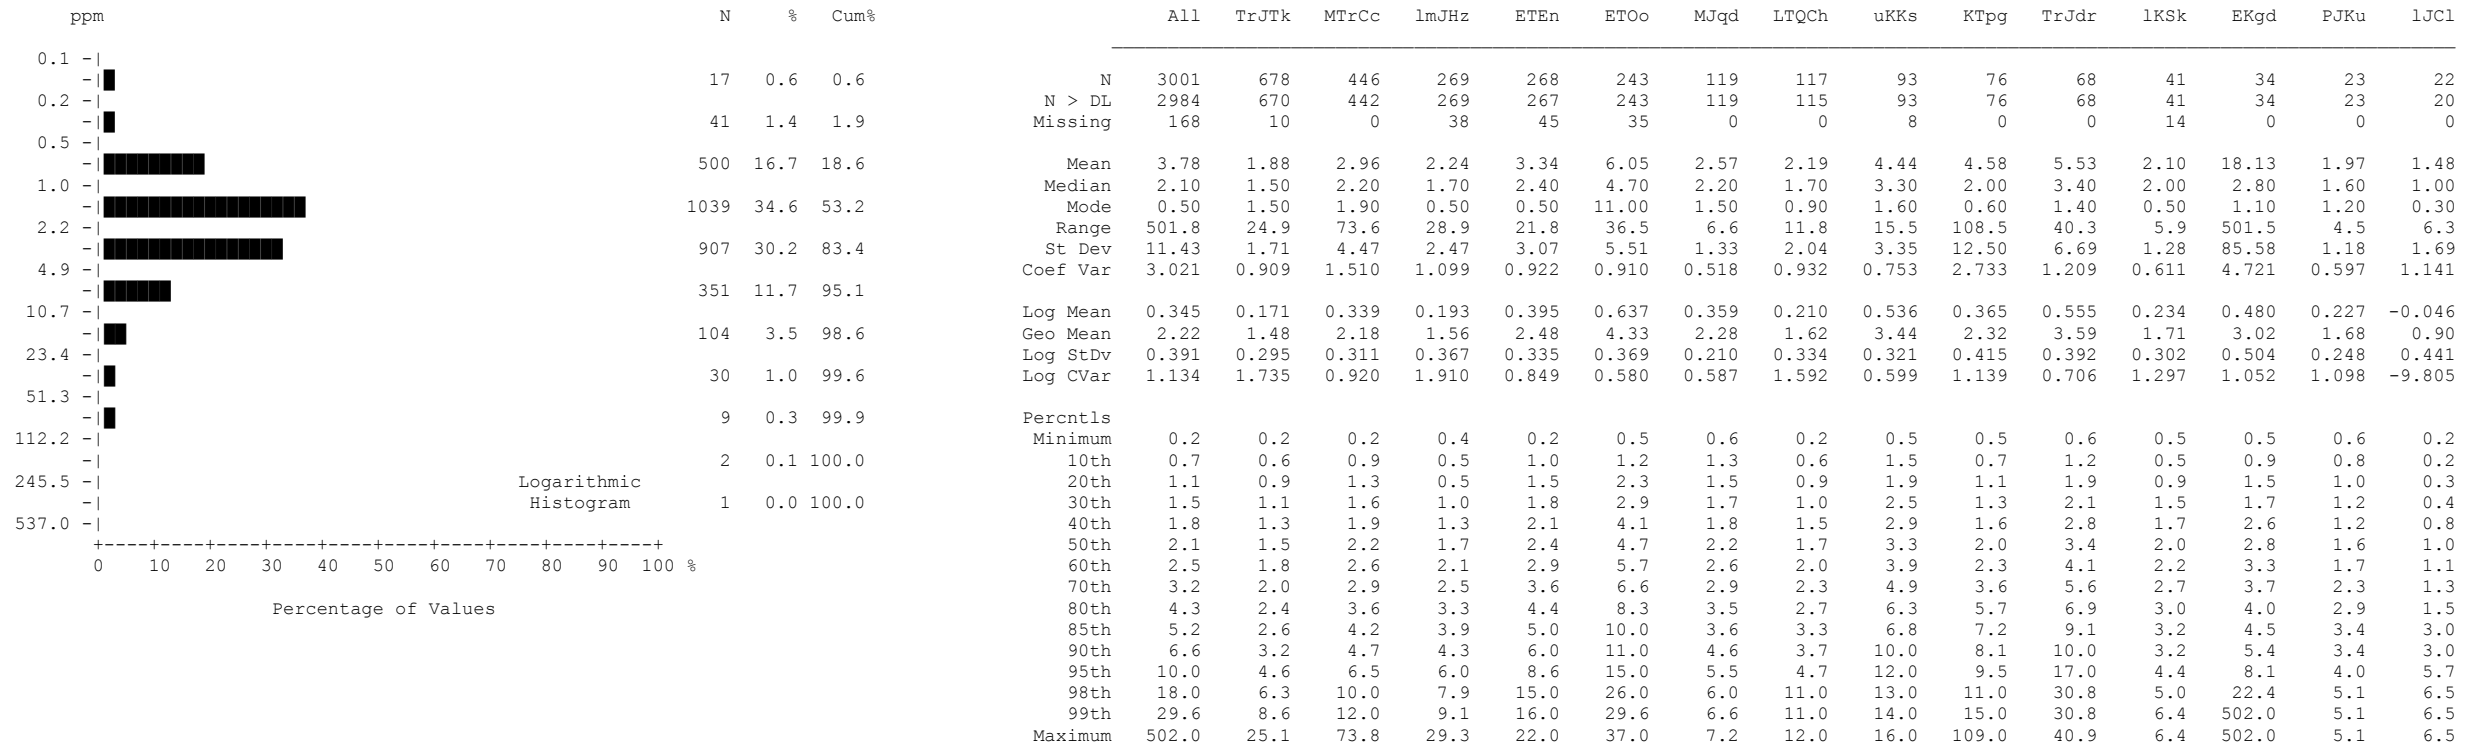 ppm N % Cum% All TrJTk MTrCc lmJHz ETEn ETOo MJqd LTQCh uKKs KTpg TrJdr lKSk EKgd PJKu lJCl
0.1 -|
-| 17 0.6 0.6 N 3001 678 446 269 268 243 119 117 93 76 68 41 34 23 22
0.2 -| N > DL 2984 670 442 269 267 243 119 115 93 76 68 41 34 23 20
-| 41 1.4 1.9 Missing 168 10 0 38 45 35 0 0 8 0 0 14 0 0 0
0.5 -|
-| 500 16.7 18.6 Mean 3.78 1.88 2.96 2.24 3.34 6.05 2.57 2.19 4.44 4.58 5.53 2.10 18.13 1.97 1.48
1.0 -| Median 2.10 1.50 2.20 1.70 2.40 4.70 2.20 1.70 3.30 2.00 3.40 2.00 2.80 1.60 1.00
-| 1039 34.6 53.2 Mode 0.50 1.50 1.90 0.50 0.50 11.00 1.50 0.90 1.60 0.60 1.40 0.50 1.10 1.20 0.30
2.2 -| Range 501.8 24.9 73.6 28.9 21.8 36.5 6.6 11.8 15.5 108.5 40.3 5.9 501.5 4.5 6.3
-| 907 30.2 83.4 St Dev 11.43 1.71 4.47 2.47 3.07 5.51 1.33 2.04 3.35 12.50 6.69 1.28 85.58 1.18 1.69
4.9 -| Coef Var 3.021 0.909 1.510 1.099 0.922 0.910 0.518 0.932 0.753 2.733 1.209 0.611 4.721 0.597 1.141
-| 351 11.7 95.1
10.7 -| Log Mean 0.345 0.171 0.339 0.193 0.395 0.637 0.359 0.210 0.536 0.365 0.555 0.234 0.480 0.227 -0.046
-| 104 3.5 98.6 Geo Mean 2.22 1.48 2.18 1.56 2.48 4.33 2.28 1.62 3.44 2.32 3.59 1.71 3.02 1.68 0.90
23.4 -| Log StDv 0.391 0.295 0.311 0.367 0.335 0.369 0.210 0.334 0.321 0.415 0.392 0.302 0.504 0.248 0.441
-| 30 1.0 99.6 Log CVar 1.134 1.735 0.920 1.910 0.849 0.580 0.587 1.592 0.599 1.139 0.706 1.297 1.052 1.098 -9.805
51.3 -|
-| 9 0.3 99.9 Percntls
112.2 -| Minimum 0.2 0.2 0.2 0.4 0.2 0.5 0.6 0.2 0.5 0.5 0.6 0.5 0.5 0.6 0.2
-| 2 0.1 100.0 10th 0.7 0.6 0.9 0.5 1.0 1.2 1.3 0.6 1.5 0.7 1.2 0.5 0.9 0.8 0.2
245.5 -| Logarithmic 20th 1.1 0.9 1.3 0.5 1.5 2.3 1.5 0.9 1.9 1.1 1.9 0.9 1.5 1.0 0.3
-| Histogram 1 0.0 100.0 30th 1.5 1.1 1.6 1.0 1.8 2.9 1.7 1.0 2.5 1.3 2.1 1.5 1.7 1.2 0.4
537.0 -| 40th 1.8 1.3 1.9 1.3 2.1 4.1 1.8 1.5 2.9 1.6 2.8 1.7 2.6 1.2 0.8
+----+----+----+----+----+----+----+----+----+----+ 50th 2.1 1.5 2.2 1.7 2.4 4.7 2.2 1.7 3.3 2.0 3.4 2.0 2.8 1.6 1.0
0 10 20 30 40 50 60 70 80 90 100 % 60th 2.5 1.8 2.6 2.1 2.9 5.7 2.6 2.0 3.9 2.3 4.1 2.2 3.3 1.7 1.1
70th 3.2 2.0 2.9 2.5 3.6 6.6 2.9 2.3 4.9 3.6 5.6 2.7 3.7 2.3 1.3
Percentage of Values 80th 4.3 2.4 3.6 3.3 4.4 8.3 3.5 2.7 6.3 5.7 6.9 3.0 4.0 2.9 1.5
85th 5.2 2.6 4.2 3.9 5.0 10.0 3.6 3.3 6.8 7.2 9.1 3.2 4.5 3.4 3.0
90th 6.6 3.2 4.7 4.3 6.0 11.0 4.6 3.7 10.0 8.1 10.0 3.2 5.4 3.4 3.0
95th 10.0 4.6 6.5 6.0 8.6 15.0 5.5 4.7 12.0 9.5 17.0 4.4 8.1 4.0 5.7
98th 18.0 6.3 10.0 7.9 15.0 26.0 6.0 11.0 13.0 11.0 30.8 5.0 22.4 5.1 6.5
99th 29.6 8.6 12.0 9.1 16.0 29.6 6.6 11.0 14.0 15.0 30.8 6.4 502.0 5.1 6.5
Maximum 502.0 25.1 73.8 29.3 22.0 37.0 7.2 12.0 16.0 109.0 40.9 6.4 502.0 5.1 6.5